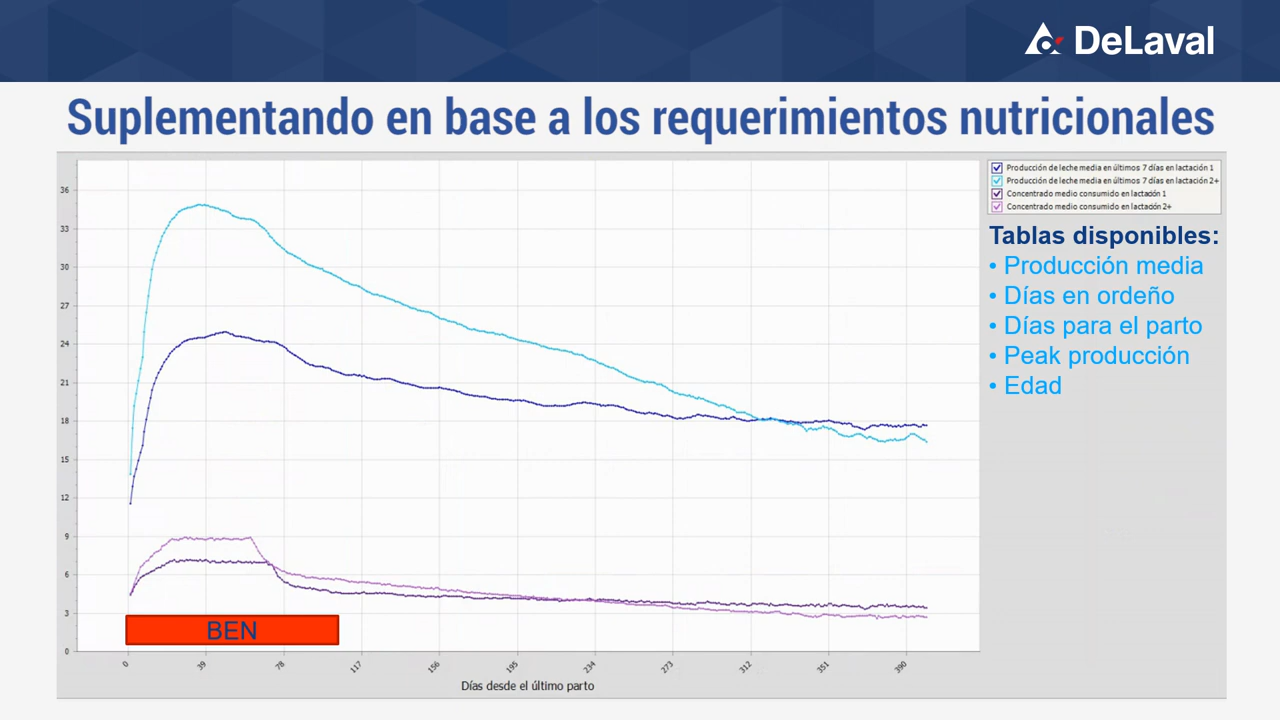 DeLaval
Suplementando en base a los requerimientos nutricionales
Producción de leche media en últimos 7 días en lactación 1
Producción de leche media en últimos 7 días en lactación 2+
Concentrado medio consumido en lactación 1
Concentrado medio consumido en lactación 2+
Tablas disponibles:
• Producción media
• Días en ordeño
• Días para el parto
• Peak producción
• Edad
36
33
30
27
24
21
18
15
12
9
6
3
0
BEN
0 39 78 117 156 195 234 273 312 351 390
Días desde el último parto